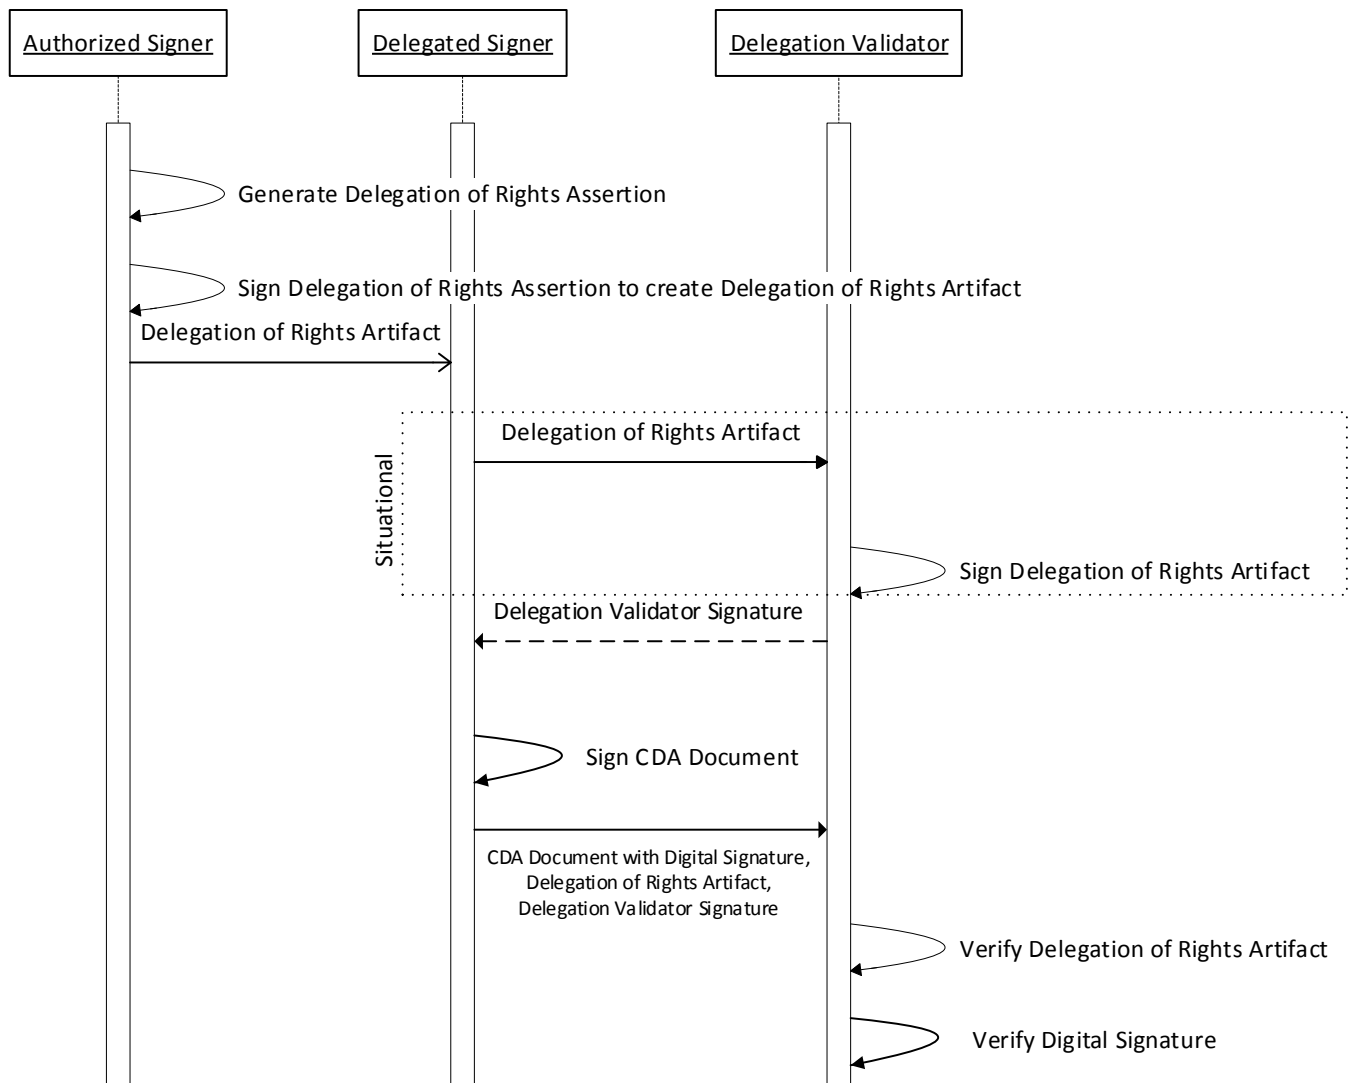 Authorized Signer
Delegated Signer
Delegation Validator
Generate Delegation of Rights Assertion
Sign Delegation of Rights Assertion to create Delegation of Rights Artifact
Delegation of Rights Artifact
Situational
Delegation of Rights Artifact
Sign Delegation of Rights Artifact
Delegation Validator Signature
Sign CDA Document
CDA Document with Digital Signature,
Delegation of Rights Artifact,
Delegation Validator Signature
Verify Delegation of Rights Artifact
Verify Digital Signature